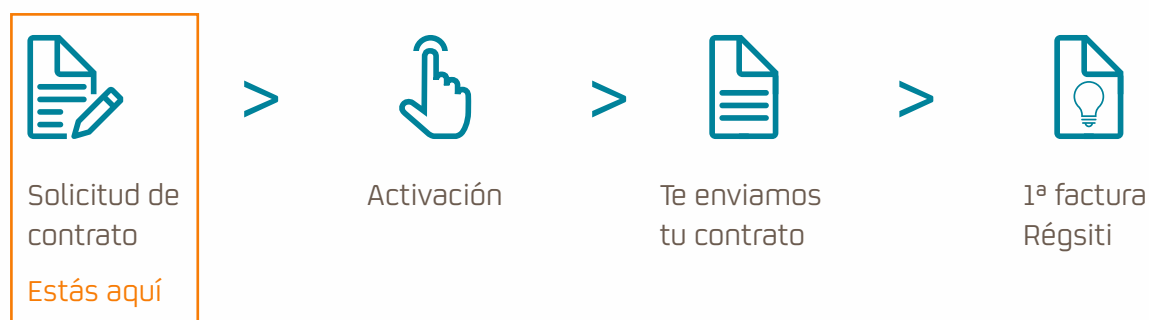 Solicitud de
contrato
Estás aquí
>
Activación
>
Te enviamos
tu contrato
>
1ª factura
Régsiti